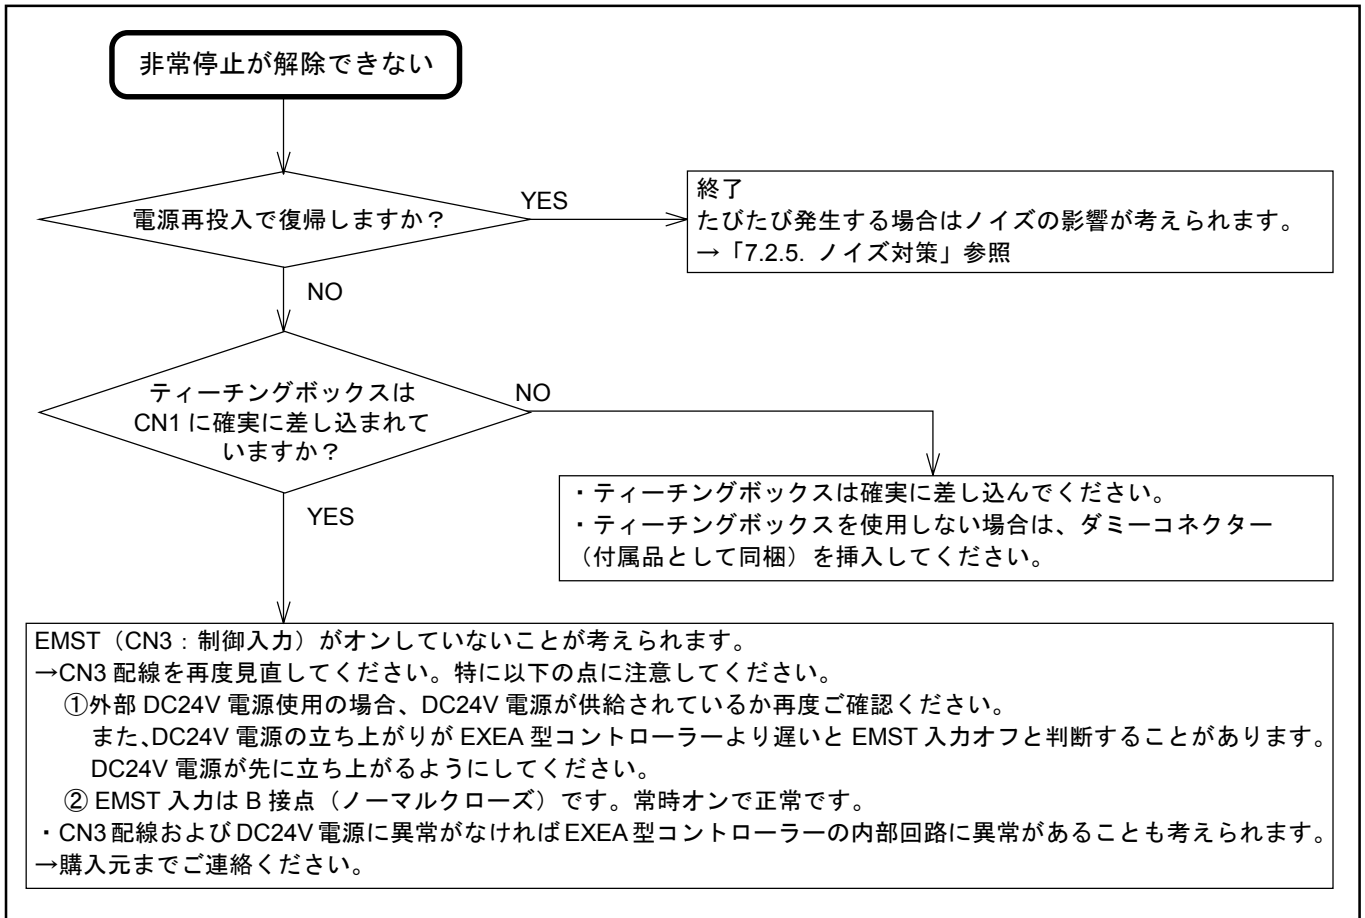 非常停止が解除できない
電源再投入で復帰しますか？
YES
終了
たびたび発生する場合はノイズの影響が考えられます。
→「7.2.5. ノイズ対策」参照
NO
ティーチングボックスは
CN1 に確実に差し込まれて
いますか？
NO
・ティーチングボックスは確実に差し込んでください。
・ティーチングボックスを使用しない場合は、ダミーコネクター
（付属品として同梱）を挿入してください。
YES
EMST（CN3：制御入力）がオンしていないことが考えられます。
→CN3 配線を再度見直してください。特に以下の点に注意してください。
①外部 DC24V 電源使用の場合、DC24V 電源が供給されているか再度ご確認ください。
また、DC24V 電源の立ち上がりが EXEA 型コントローラーより遅いと EMST 入力オフと判断することがあります。
DC24V 電源が先に立ち上がるようにしてください。
② EMST 入力は B 接点（ノーマルクローズ）です。常時オンで正常です。
・CN3 配線および DC24V 電源に異常がなければ EXEA 型コントローラーの内部回路に異常があることも考えられます。
→購入元までご連絡ください。